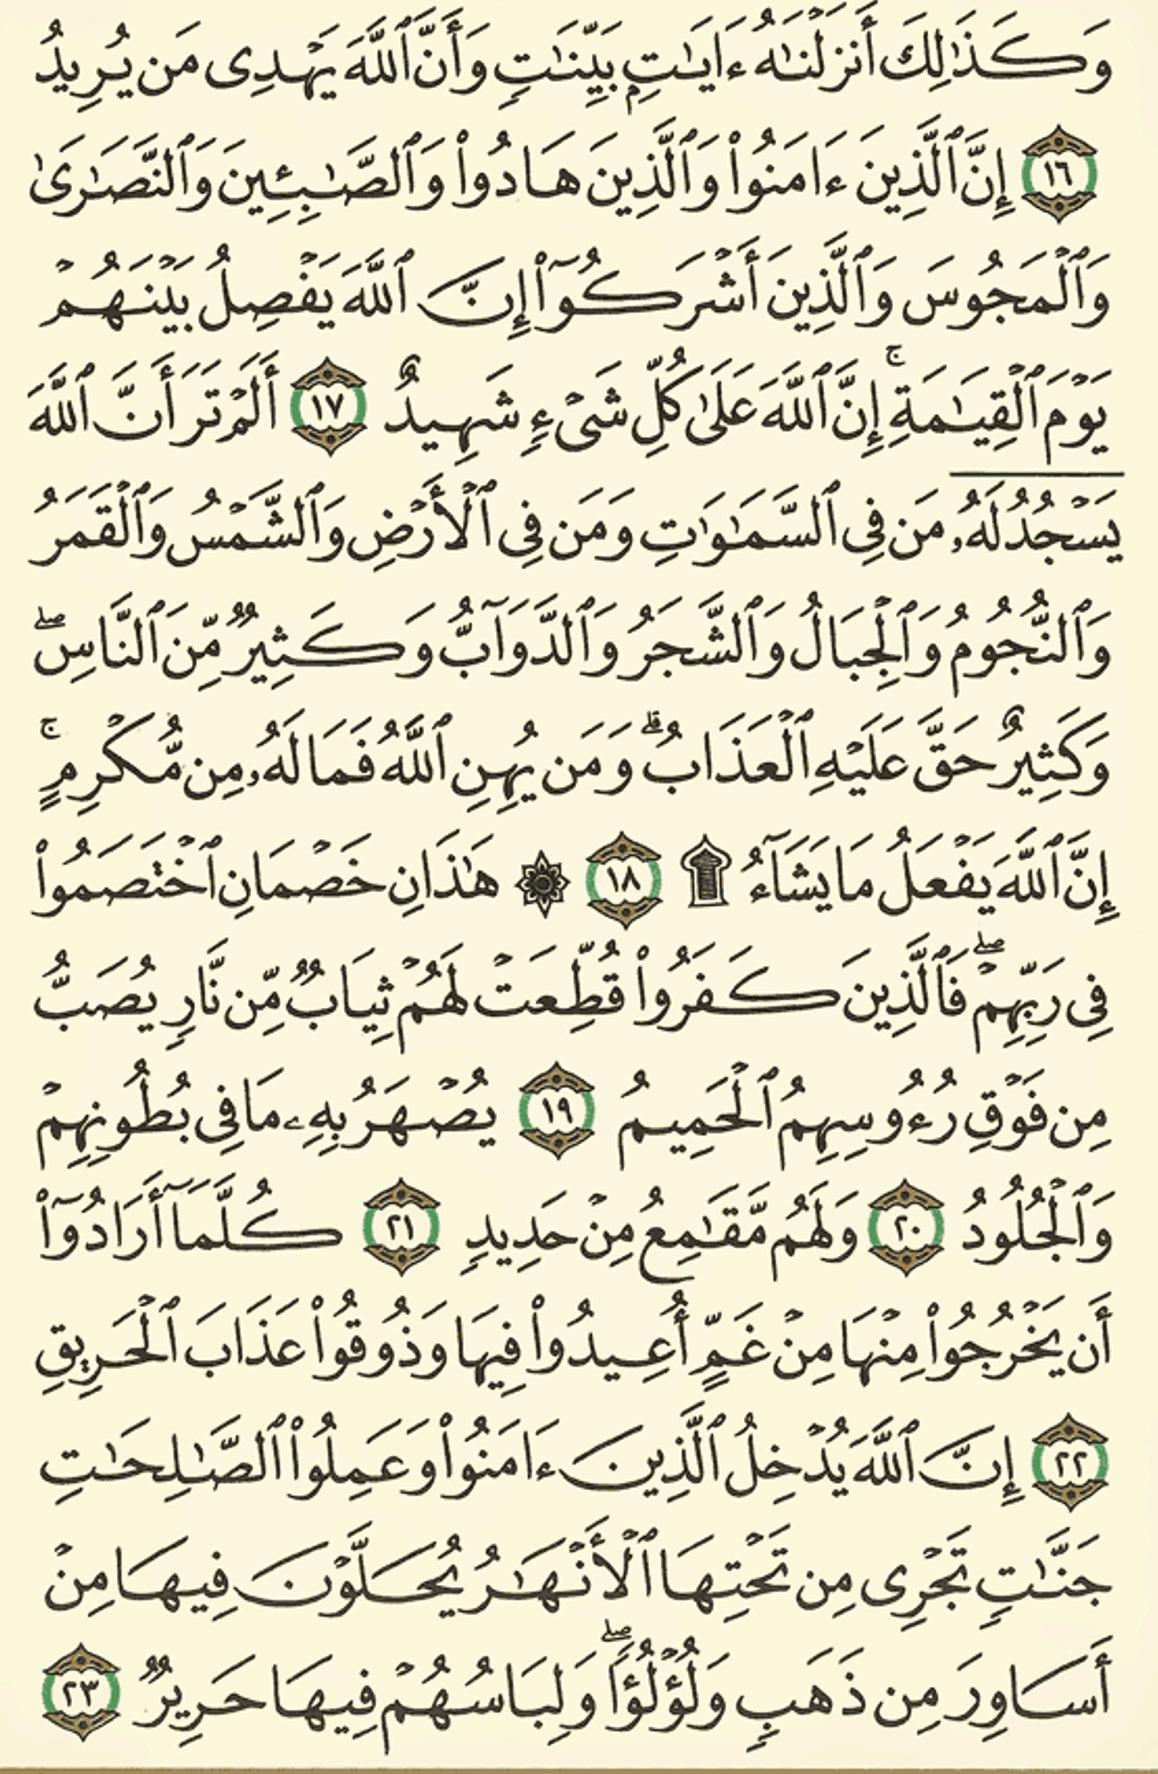 وَكَذَٰلِكَ أَنزَلْنَٰهُ ءَايَٰتٍۭ بَيِّنَٰتٍ وَأَنَّ ٱللَّهَ يَهْدِى مَن يُرِيدُ
١٦ إِنَّ ٱلَّذِينَ ءَامَنُوا۟ وَٱلَّذِينَ هَادُوا۟ وَٱلصَّٰبِـِٔينَ وَٱلنَّصَٰرَىٰ
وَٱلْمَجُوسَ وَٱلَّذِينَ أَشْرَكُوٓا۟ إِنَّ ٱللَّهَ يَفْصِلُ بَيْنَهُمْ
يَوْمَ ٱلْقِيَٰمَةِ ۚ إِنَّ ٱللَّهَ عَلَىٰ كُلِّ شَىْءٍ شَهِيدٌ ١٧ أَلَمْ تَرَ أَنَّ ٱللَّهَ
يَسْجُدُ لَهُۥ مَن فِى ٱلسَّمَٰوَٰتِ وَمَن فِى ٱلْأَرْضِ وَٱلشَّمْسُ وَٱلْقَمَرُ
وَٱلنُّجُومُ وَٱلْجِبَالُ وَٱلشَّجَرُ وَٱلدَّوَآبُّ وَكَثِيرٌ مِّنَ ٱلنَّاسِ ۖ
وَكَثِيرٌ حَقَّ عَلَيْهِ ٱلْعَذَابُ ۗ وَمَن يُهِنِ ٱللَّهُ فَمَا لَهُۥ مِن مُّكْرِمٍ ۚ
إِنَّ ٱللَّهَ يَفْعَلُ مَا يَشَآءُ ۩ ١٨ ۞ هَٰذَانِ خَصْمَانِ ٱخْتَصَمُوا۟
فِى رَبِّهِمْ ۖ فَٱلَّذِينَ كَفَرُوا۟ قُطِّعَتْ لَهُمْ ثِيَابٌ مِّن نَّارٍ يُصَبُّ
مِن فَوْقِ رُءُوسِهِمُ ٱلْحَمِيمُ ١٩ يُصْهَرُ بِهِۦ مَا فِى بُطُونِهِمْ
وَٱلْجُلُودُ ٢٠ وَلَهُم مَّقَٰمِعُ مِنْ حَدِيدٍ ٢١ كُلَّمَآ أَرَادُوٓا۟
أَن يَخْرُجُوا۟ مِنْهَا مِنْ غَمٍّ أُعِيدُوا۟ فِيهَا وَذُوقُوا۟ عَذَابَ ٱلْحَرِيقِ
٢٢ إِنَّ ٱللَّهَ يُدْخِلُ ٱلَّذِينَ ءَامَنُوا۟ وَعَمِلُوا۟ ٱلصَّٰلِحَٰتِ
جَنَّٰتٍ تَجْرِى مِن تَحْتِهَا ٱلْأَنْهَٰرُ يُحَلَّوْنَ فِيهَا مِنْ
أَسَاوِرَ مِن ذَهَبٍ وَلُؤْلُؤًا ۖ وَلِبَاسُهُمْ فِيهَا حَرِيرٌ ٢٣